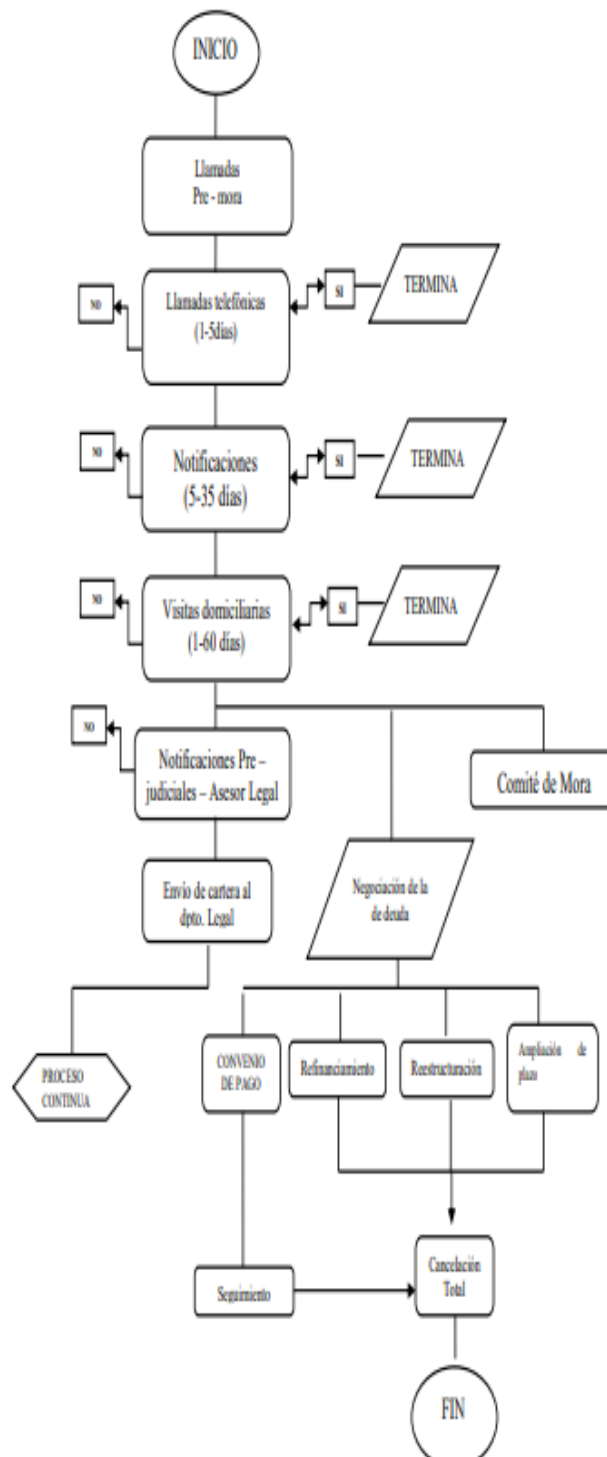 INICIO
Llamadas
Pre - mora
NO
Llamadas telefónicas
(1-5días)
SI
TERMINA
NO
Notificaciones
(5-35 días)
SI
TERMINA
NO
Visitas domiciliarias
(1-60 días)
SI
TERMINA
NO
Notificaciones Pre –
judiciales – Asesor Legal
Comité de Mora
Envío de cartera al
dpto. Legal
Negociación de la
de deuda
PROCESO
CONTINUA
CONVENIO
DE PAGO
Refinanciamiento
Reestructuración
Ampliación de
plazo
Seguimiento
Cancelación
Total
FIN